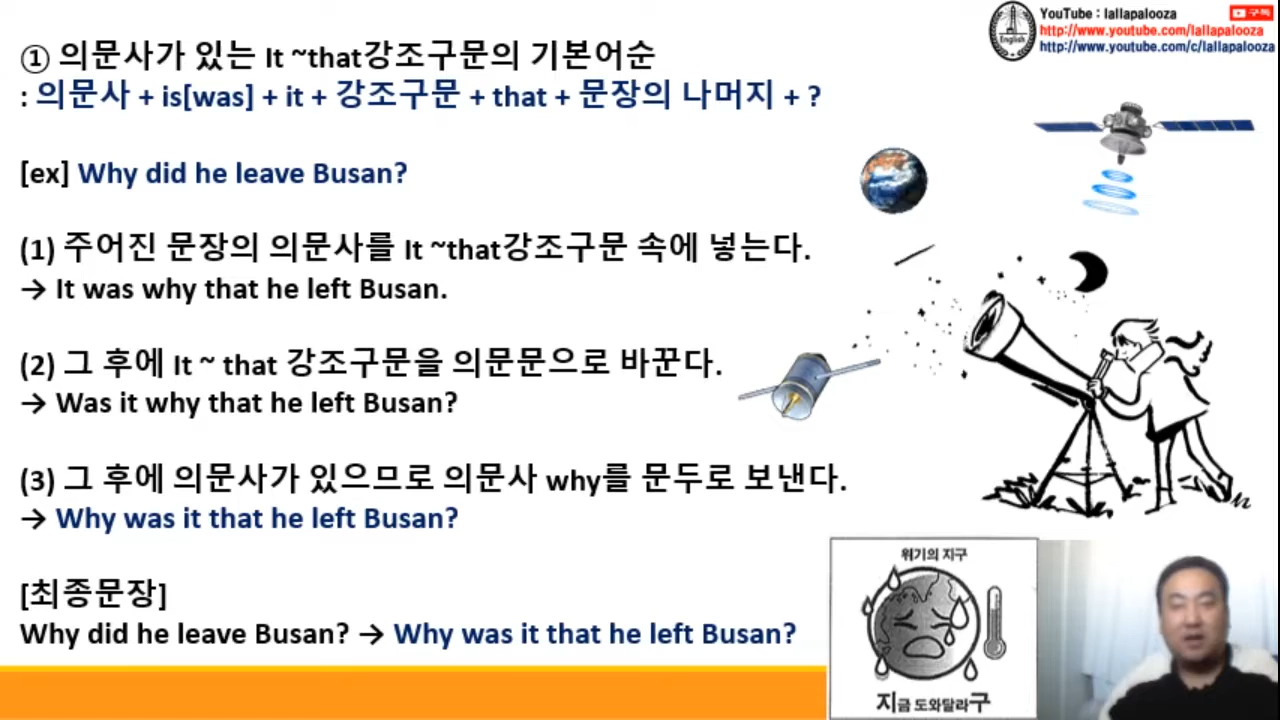 ① 의문사가 있는 It ~that강조구문의 기본어순
: 의문사 + is[was] + it + 강조구문 + that + 문장의 나머지 + ?
[ex] Why did he leave Busan?
(1) 주어진 문장의 의문사를 It ~that강조구문 속에 넣는다.
→ It was why that he left Busan.
(2) 그 후에 It ~ that 강조구문을 의문문으로 바꾼다.
→ Was it why that he left Busan?
(3) 그 후에 의문사가 있으므로 의문사 why를 문두로 보낸다.
→ Why was it that he left Busan?
[최종문장]
Why did he leave Busan? → Why was it that he left Busan?
English
YouTube : lallapalooza
구독
http://www.youtube.com/lallapalooza
http://www.youtube.com/c/lallapalooza
위기의 지구
지금 도와달라구